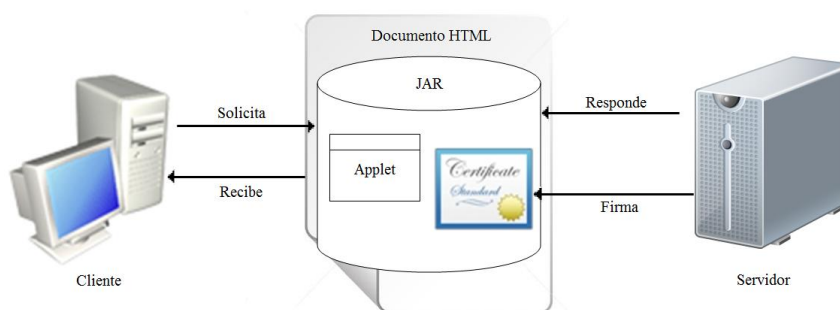 Documento HTML
JAR
Solicita
Responde
Applet
Certificate
Standard
Recibe
Firma
Cliente
Servidor